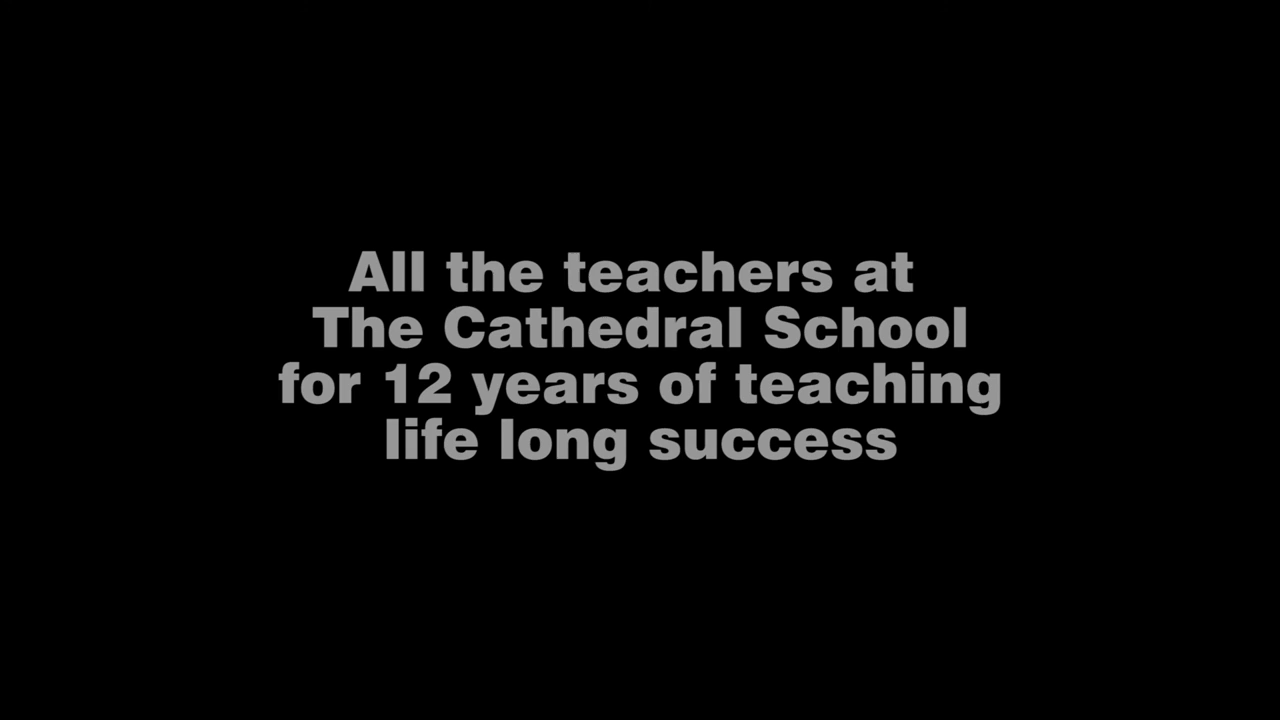 All the teachers at
The Cathedral School
for 12 years of teaching
life long success